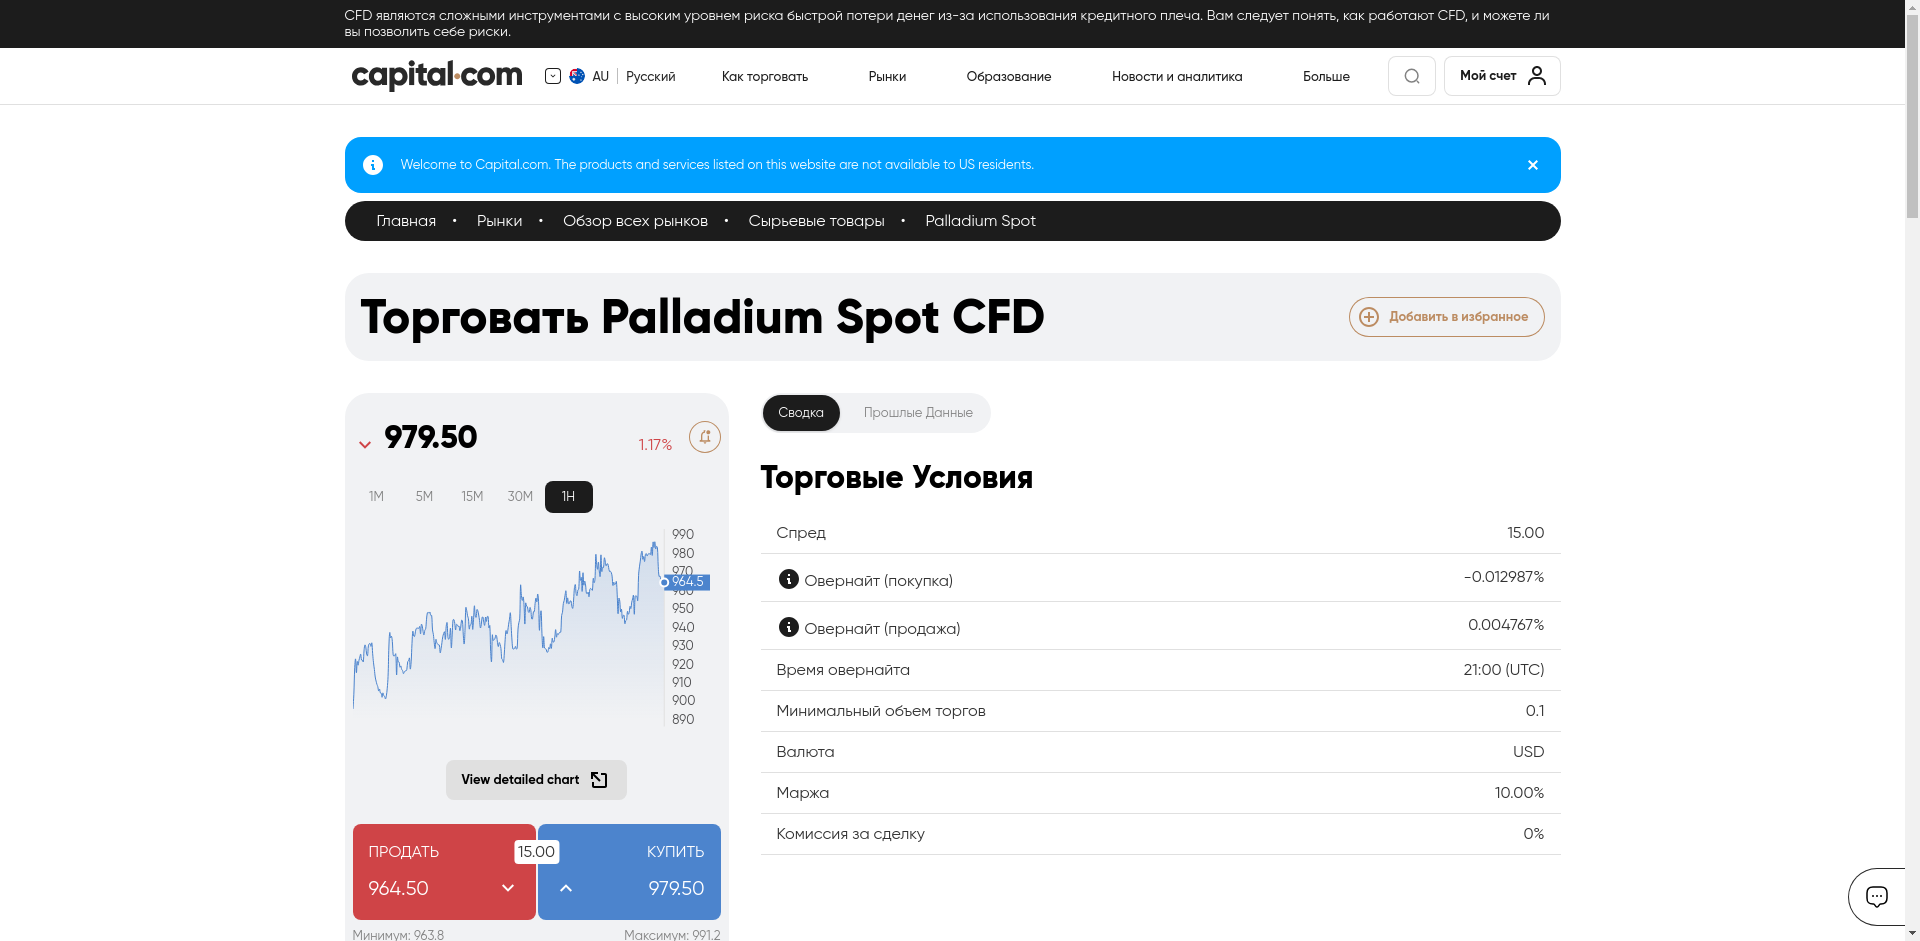 CFD являются сложными инструментами с высоким уровнем риска быстрой потери денег из-за использования кредитного плеча. Вам следует понять, как работают CFD, и можете ли
вы позволить себе риски.
capital.com AU Русский Как торговать Рынки Образование Новости и аналитика Больше Мой счет
Welcome to Capital.com. The products and services listed on this website are not available to US residents.
Главная • Рынки • Обзор всех рынков • Сырьевые товары • Palladium Spot
Торговать Palladium Spot CFD
Добавить в избранное
979.50
1.17%
1M 5M 15M 30M 1H
990
980
970
964.5
960
950
940
930
920
910
900
890
View detailed chart
ПРОДАТЬ 15.00 КУПИТЬ
964.50 979.50
Минимум: 963.8 Максимум: 991.2
Сводка Прошлые Данные
Торговые Условия
Спред 15.00
Овернайт (покупка) -0.012987%
Овернайт (продажа) 0.004767%
Время овернайта 21:00 (UTC)
Минимальный объем торгов 0.1
Валюта USD
Маржа 10.00%
Комиссия за сделку 0%